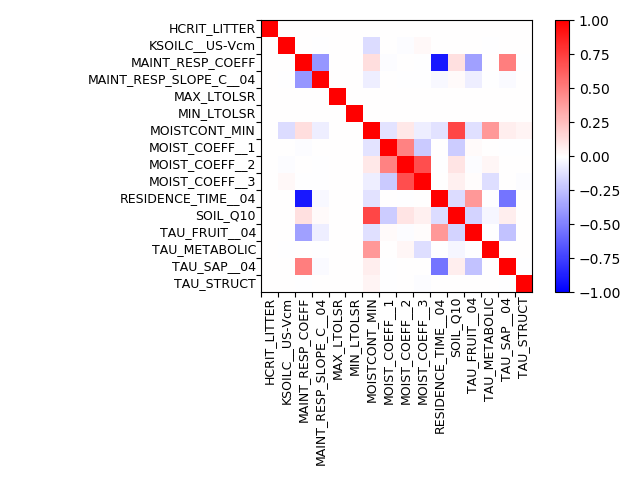 HCRIT_LITTER
KSOILC__US-Vcm
MAINT_RESP_COEFF
MAINT_RESP_SLOPE_C__04
MAX_LTOLSR
MIN_LTOLSR
MOISTCONT_MIN
MOIST_COEFF__1
MOIST_COEFF__2
MOIST_COEFF__3
RESIDENCE_TIME__04
SOIL_Q10
TAU_FRUIT__04
TAU_METABOLIC
TAU_SAP__04
TAU_STRUCT
HCRIT_LITTER
KSOILC__US-Vcm
MAINT_RESP_COEFF
MAINT_RESP_SLOPE_C__04
MAX_LTOLSR
MIN_LTOLSR
MOISTCONT_MIN
MOIST_COEFF__1
MOIST_COEFF__2
MOIST_COEFF__3
RESIDENCE_TIME__04
SOIL_Q10
TAU_FRUIT__04
TAU_METABOLIC
TAU_SAP__04
TAU_STRUCT
1.00
0.75
0.50
0.25
0.00
−0.25
−0.50
−0.75
−1.00